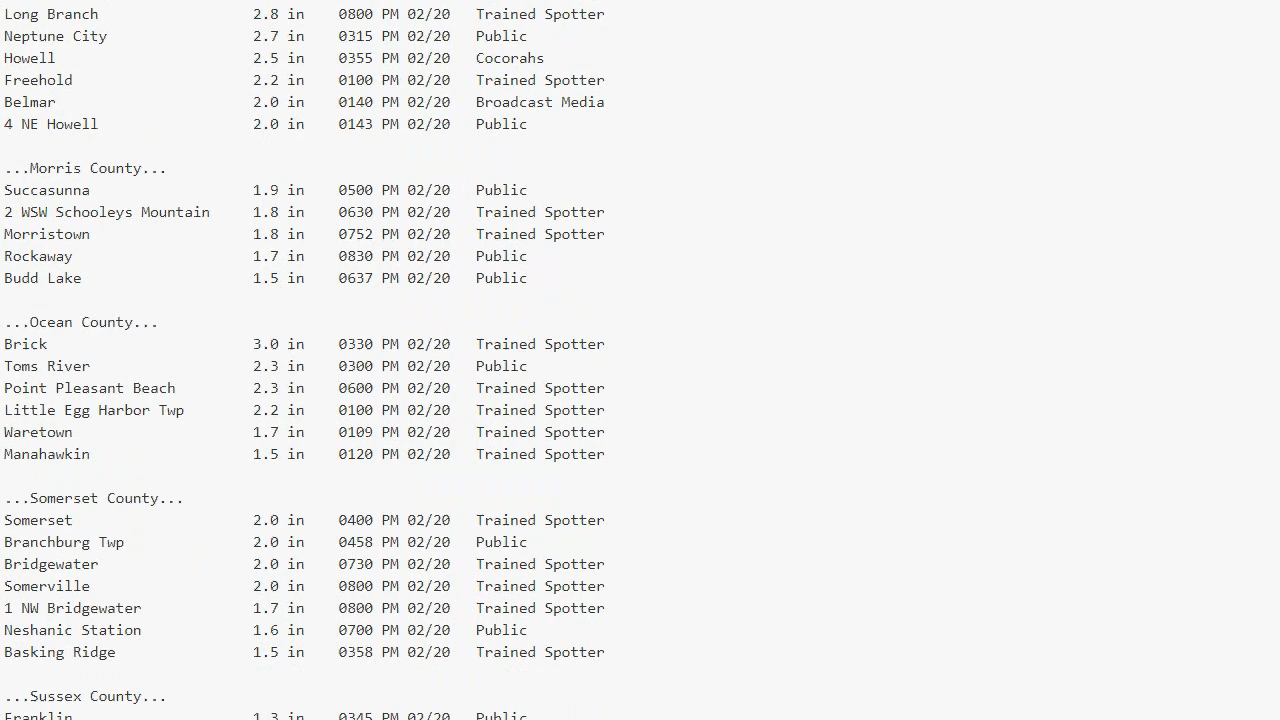 Long Branch 2.8 in 0800 PM 02/20 Trained Spotter
Neptune City 2.7 in 0315 PM 02/20 Public
Howell 2.5 in 0355 PM 02/20 Cocorahs
Freehold 2.2 in 0100 PM 02/20 Trained Spotter
Belmar 2.0 in 0140 PM 02/20 Broadcast Media
4 NE Howell 2.0 in 0143 PM 02/20 Public
...Morris County...
Succasunna 1.9 in 0500 PM 02/20 Public
2 WSW Schooleys Mountain 1.8 in 0630 PM 02/20 Trained Spotter
Morristown 1.8 in 0752 PM 02/20 Trained Spotter
Rockaway 1.7 in 0830 PM 02/20 Public
Budd Lake 1.5 in 0637 PM 02/20 Public
...Ocean County...
Brick 3.0 in 0330 PM 02/20 Trained Spotter
Toms River 2.3 in 0300 PM 02/20 Public
Point Pleasant Beach 2.3 in 0600 PM 02/20 Trained Spotter
Little Egg Harbor Twp 2.2 in 0100 PM 02/20 Trained Spotter
Waretown 1.7 in 0109 PM 02/20 Trained Spotter
Manahawkin 1.5 in 0120 PM 02/20 Trained Spotter
...Somerset County...
Somerset 2.0 in 0400 PM 02/20 Trained Spotter
Branchburg Twp 2.0 in 0458 PM 02/20 Public
Bridgewater 2.0 in 0730 PM 02/20 Trained Spotter
Somerville 2.0 in 0800 PM 02/20 Trained Spotter
1 NW Bridgewater 1.7 in 0800 PM 02/20 Trained Spotter
Neshanic Station 1.6 in 0700 PM 02/20 Public
Basking Ridge 1.5 in 0358 PM 02/20 Trained Spotter
...Sussex County...
Franklin 1.3 in 0345 PM 02/20 Public